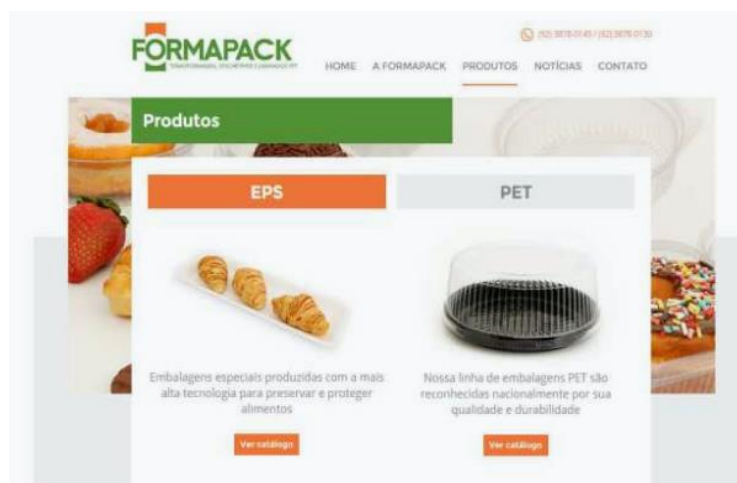 FORMAPACK
HOME A FORMAPACK PRODUTOS NOTÍCIAS CONTATO
Produtos
EPS
PET
Embalagens especiais produzidas com a mais
alta tecnologia para preservar e proteger
alimentos
Ver catálogo
Nossa linha de embalagens PET são
reconhecidas nacionalmente por sua
qualidade e durabilidade
Ver catálogo